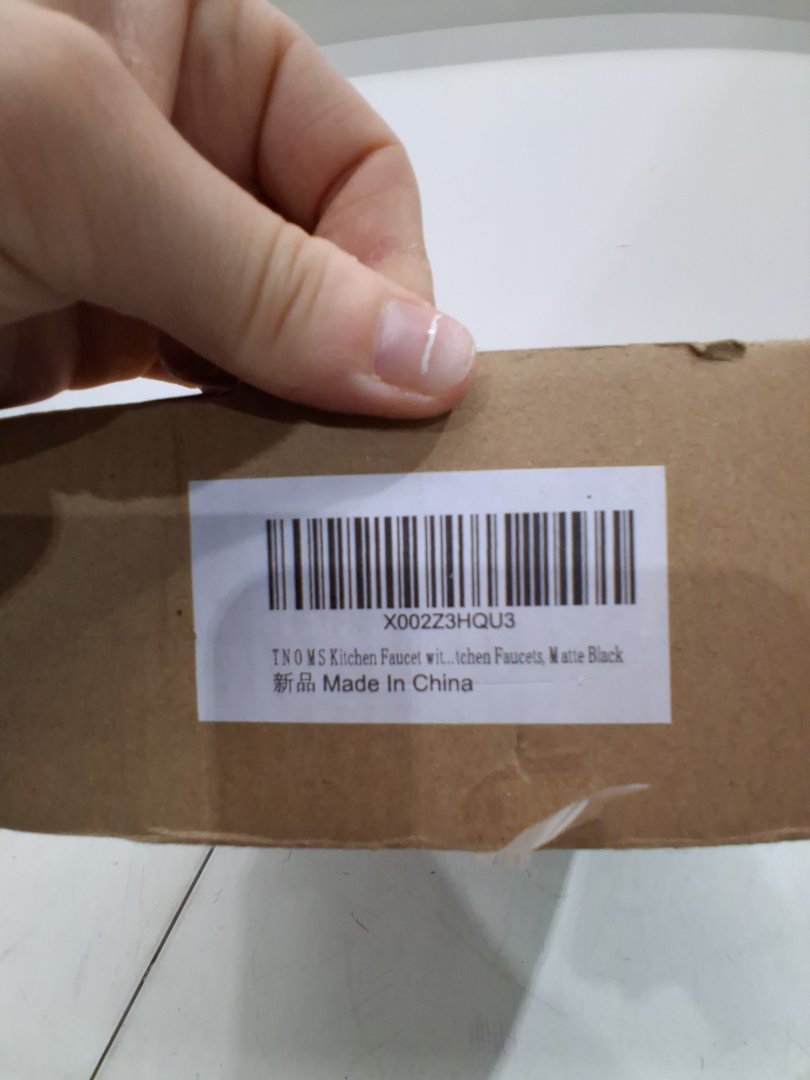 X002Z3HQU3
TNOMS Kitchen Faucet wit...tchen Faucets, Matte Black
新品 Made In China